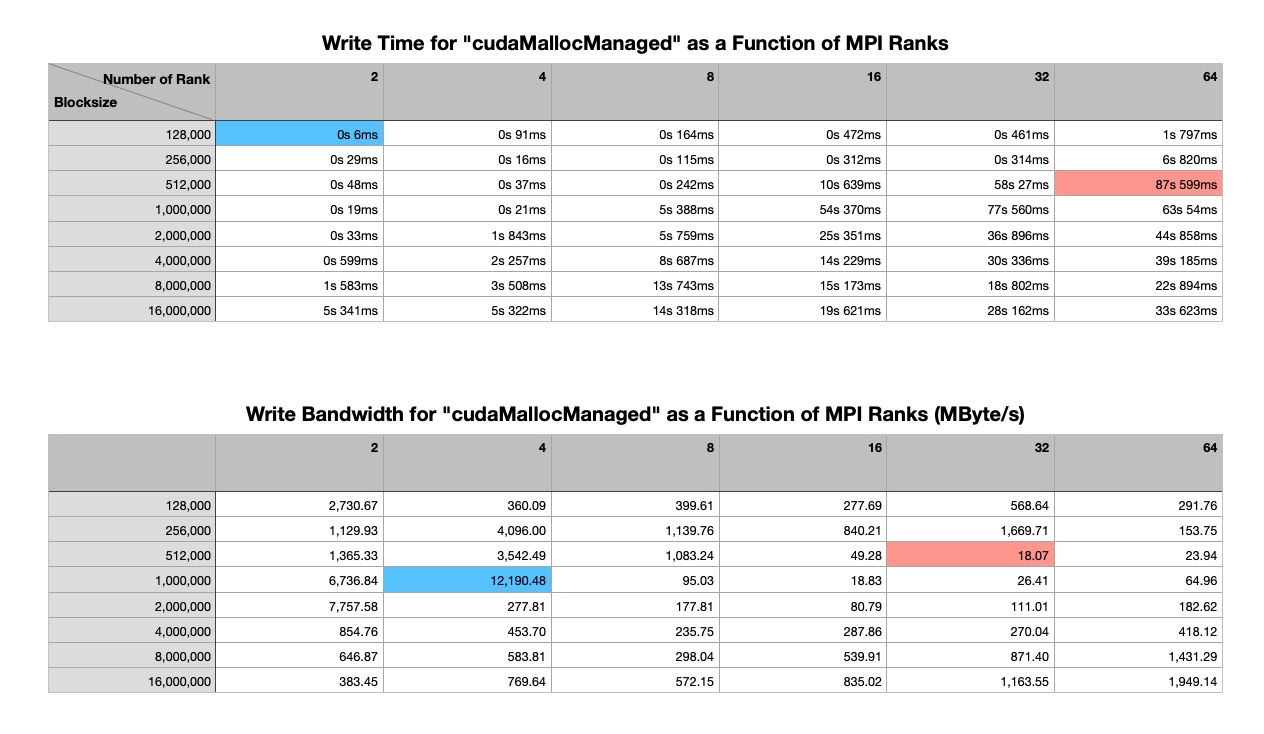 Write Time for "cudaMallocManaged" as a Function of MPI Ranks
Number of Rank 2 4 8 16 32 64
Blocksize
128,000 0s 6ms 0s 91ms 0s 164ms 0s 472ms 0s 461ms 1s 797ms
256,000 0s 29ms 0s 16ms 0s 115ms 0s 312ms 0s 314ms 6s 820ms
512,000 0s 48ms 0s 37ms 0s 242ms 10s 639ms 58s 27ms 87s 599ms
1,000,000 0s 19ms 0s 21ms 5s 388ms 54s 370ms 77s 560ms 63s 54ms
2,000,000 0s 33ms 1s 843ms 5s 759ms 25s 351ms 36s 896ms 44s 858ms
4,000,000 0s 599ms 2s 257ms 8s 687ms 14s 229ms 30s 336ms 39s 185ms
8,000,000 1s 583ms 3s 508ms 13s 743ms 15s 173ms 18s 802ms 22s 894ms
16,000,000 5s 341ms 5s 322ms 14s 318ms 19s 621ms 28s 162ms 33s 623ms
Write Bandwidth for "cudaMallocManaged" as a Function of MPI Ranks (MByte/s)
2 4 8 16 32 64
128,000 2,730.67 360.09 399.61 277.69 568.64 291.76
256,000 1,129.93 4,096.00 1,139.76 840.21 1,669.71 153.75
512,000 1,365.33 3,542.49 1,083.24 49.28 18.07 23.94
1,000,000 6,736.84 12,190.48 95.03 18.83 26.41 64.96
2,000,000 7,757.58 277.81 177.81 80.79 111.01 182.62
4,000,000 854.76 453.70 235.75 287.86 270.04 418.12
8,000,000 646.87 583.81 298.04 539.91 871.40 1,431.29
16,000,000 383.45 769.64 572.15 835.02 1,163.55 1,949.14